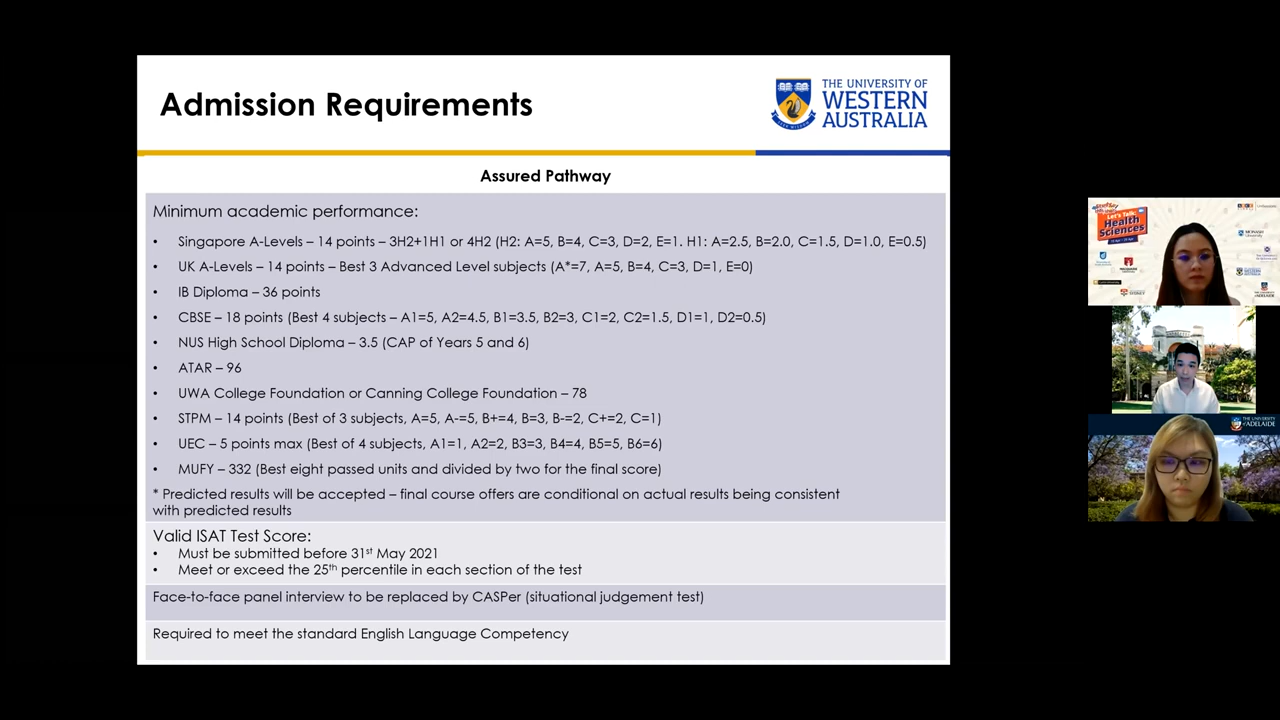 Admission Requirements
THE UNIVERSITY OF
WESTERN
AUSTRALIA
Assured Pathway
Minimum academic performance:
• Singapore A-Levels – 14 points – 3H2+1H1 or 4H2 (H2: A=5, B=4, C=3, D=2, E=1. H1: A=2.5, B=2.0, C=1.5, D=1.0, E=0.5)
• UK A-Levels – 14 points – Best 3 Advanced Level subjects (A*=7, A=5, B=4, C=3, D=1, E=0)
• IB Diploma – 36 points
• CBSE – 18 points (Best 4 subjects – A1=5, A2=4.5, B1=3.5, B2=3, C1=2, C2=1.5, D1=1, D2=0.5)
• NUS High School Diploma – 3.5 (CAP of Years 5 and 6)
• ATAR – 96
• UWA College Foundation or Canning College Foundation – 78
• STPM – 14 points (Best of 3 subjects, A=5, A-=5, B+=4, B=3, B-=2, C+=2, C=1)
• UEC – 5 points max (Best of 4 subjects, A1=1, A2=2, B3=3, B4=4, B5=5, B6=6)
• MUFY – 332 (Best eight passed units and divided by two for the final score)
* Predicted results will be accepted – final course offers are conditional on actual results being consistent
with predicted results
Valid ISAT Test Score:
• Must be submitted before 31st May 2021
• Meet or exceed the 25th percentile in each section of the test
Face-to-face panel interview to be replaced by CASPer (situational judgement test)
Required to meet the standard English Language Competency
Let's Talk
Health
Sciences
MONASH
University
THE UNIVERSITY
of ADELAIDE